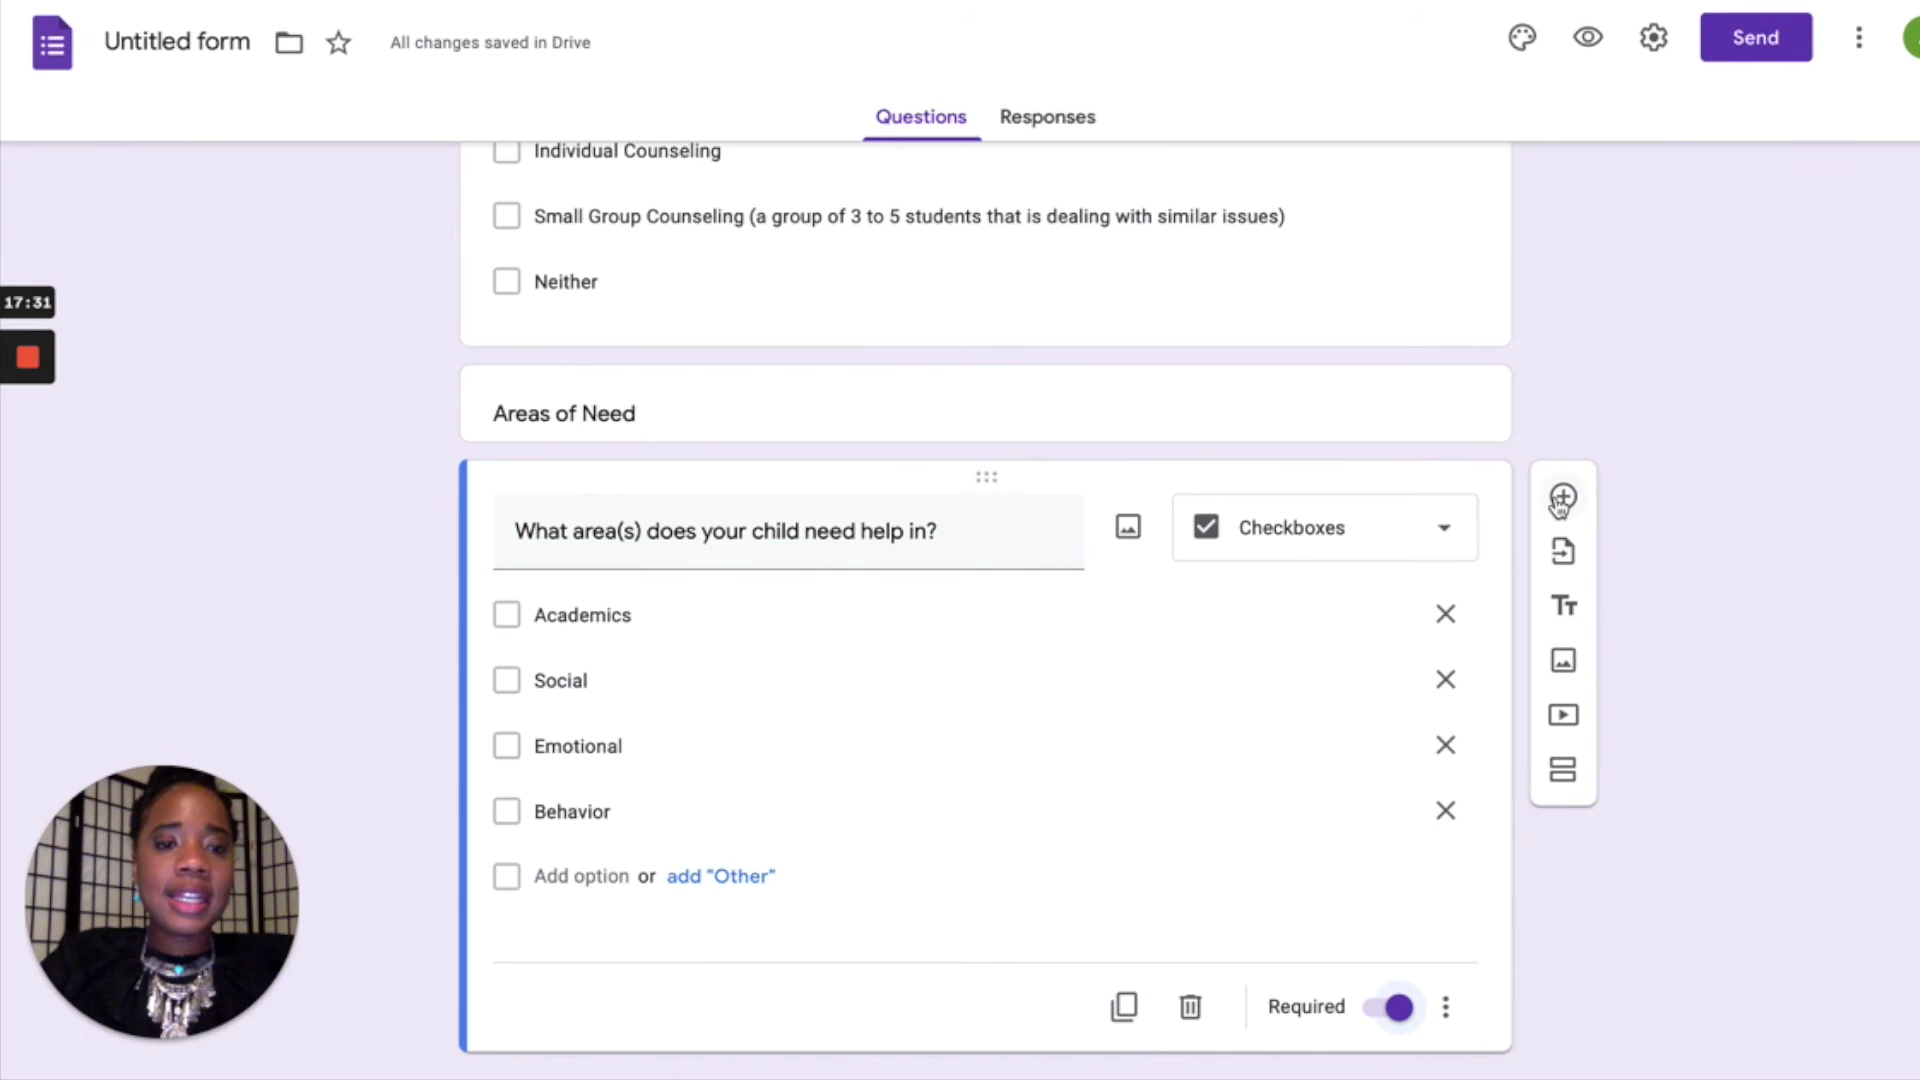 Untitled form
All changes saved in Drive
Send
Questions
Responses
Individual Counseling
Small Group Counseling (a group of 3 to 5 students that is dealing with similar issues)
Neither
17:31
Areas of Need
What area(s) does your child need help in?
Checkboxes
Academics
Social
Emotional
Behavior
Add option or add "Other"
Required